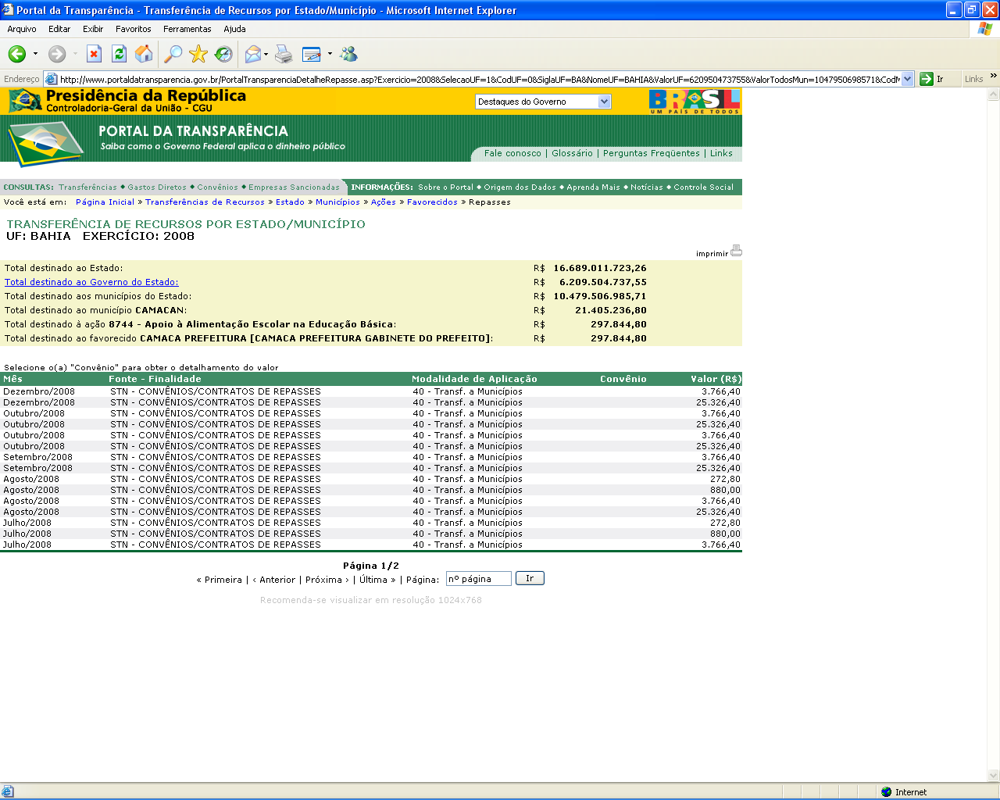 Portal da Transparência - Transferência de Recursos por Estado/Município - Microsoft Internet Explorer
Arquivo Editar Exibir Favoritos Ferramentas Ajuda
Endereço http://www.portaldatransparencia.gov.br/PortalTransparenciaDetalheRepasse.asp?Exercicio=2008&SelecaoUF=1&CodUF=0&SiglaUF=BA&NomeUF=BAHIA&ValorUF=620950473755&ValorTodosMun=1047950698571&CodM Ir Links »
Presidência da República
Controladoria-Geral da União - CGU
Destaques do Governo
BRASIL
UM PAÍS DE TODOS
PORTAL DA TRANSPARÊNCIA
Saiba como o Governo Federal aplica o dinheiro público
Fale conosco | Glossário | Perguntas Freqüentes | Links
CONSULTAS: Transferências ◆ Gastos Diretos ◆ Convênios ◆ Empresas Sancionadas INFORMAÇÕES: Sobre o Portal ◆ Origem dos Dados ◆ Aprenda Mais ◆ Notícias ◆ Controle Social
Você está em: Página Inicial » Transferências de Recursos » Estado » Municípios » Ações » Favorecidos » Repasses
TRANSFERÊNCIA DE RECURSOS POR ESTADO/MUNICÍPIO
UF: BAHIA EXERCÍCIO: 2008
imprimir
Total destinado ao Estado: R$ 16.689.011.723,26
Total destinado ao Governo do Estado: R$ 6.209.504.737,55
Total destinado aos municípios do Estado: R$ 10.479.506.985,71
Total destinado ao município CAMACAN: R$ 21.405.236,80
Total destinado à ação 8744 - Apoio à Alimentação Escolar na Educação Básica: R$ 297.844,80
Total destinado ao favorecido CAMACA PREFEITURA [CAMACA PREFEITURA GABINETE DO PREFEITO]: R$ 297.844,80
Selecione o(a) "Convênio" para obter o detalhamento do valor
Mês Fonte - Finalidade Modalidade de Aplicação Convênio Valor (R$)
Dezembro/2008 STN - CONVÊNIOS/CONTRATOS DE REPASSES 40 - Transf. a Municípios 3.766,40
Dezembro/2008 STN - CONVÊNIOS/CONTRATOS DE REPASSES 40 - Transf. a Municípios 25.326,40
Outubro/2008 STN - CONVÊNIOS/CONTRATOS DE REPASSES 40 - Transf. a Municípios 3.766,40
Outubro/2008 STN - CONVÊNIOS/CONTRATOS DE REPASSES 40 - Transf. a Municípios 25.326,40
Outubro/2008 STN - CONVÊNIOS/CONTRATOS DE REPASSES 40 - Transf. a Municípios 3.766,40
Outubro/2008 STN - CONVÊNIOS/CONTRATOS DE REPASSES 40 - Transf. a Municípios 25.326,40
Setembro/2008 STN - CONVÊNIOS/CONTRATOS DE REPASSES 40 - Transf. a Municípios 3.766,40
Setembro/2008 STN - CONVÊNIOS/CONTRATOS DE REPASSES 40 - Transf. a Municípios 25.326,40
Agosto/2008 STN - CONVÊNIOS/CONTRATOS DE REPASSES 40 - Transf. a Municípios 272,80
Agosto/2008 STN - CONVÊNIOS/CONTRATOS DE REPASSES 40 - Transf. a Municípios 880,00
Agosto/2008 STN - CONVÊNIOS/CONTRATOS DE REPASSES 40 - Transf. a Municípios 3.766,40
Agosto/2008 STN - CONVÊNIOS/CONTRATOS DE REPASSES 40 - Transf. a Municípios 25.326,40
Julho/2008 STN - CONVÊNIOS/CONTRATOS DE REPASSES 40 - Transf. a Municípios 272,80
Julho/2008 STN - CONVÊNIOS/CONTRATOS DE REPASSES 40 - Transf. a Municípios 880,00
Julho/2008 STN - CONVÊNIOS/CONTRATOS DE REPASSES 40 - Transf. a Municípios 3.766,40
Página 1/2
« Primeira | ‹ Anterior | Próxima › | Última » | Página: nº página Ir
Recomenda-se visualizar em resolução 1024x768
Internet